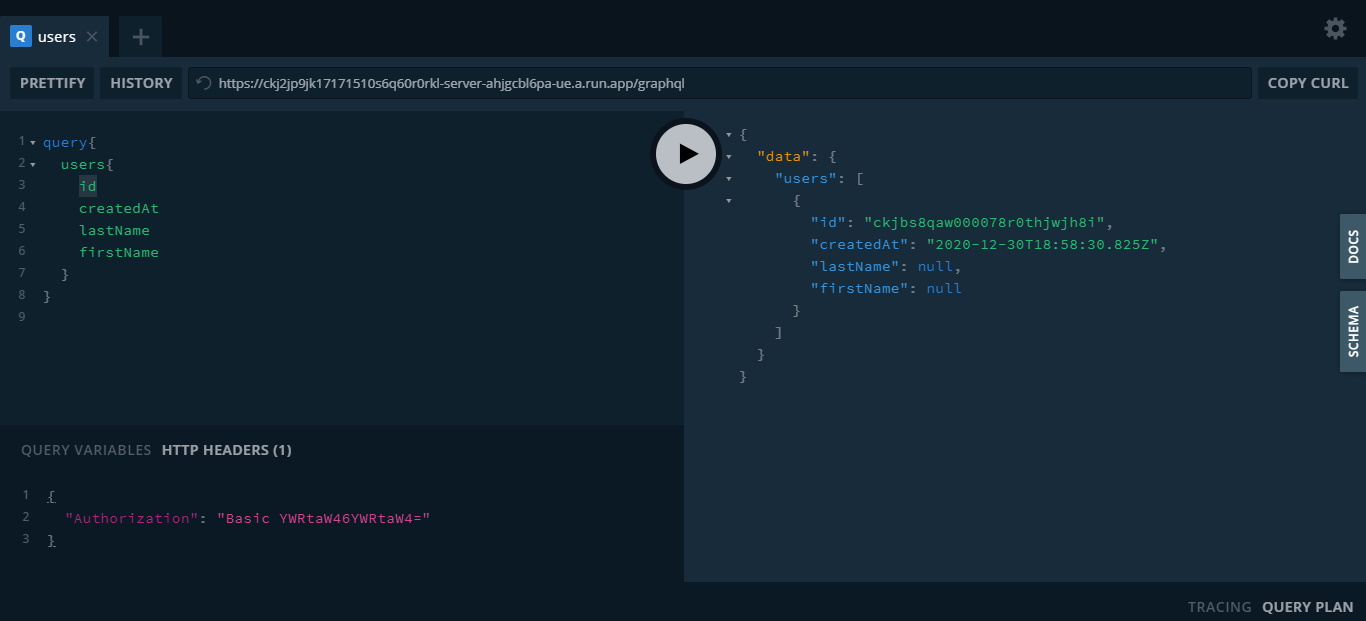 Q users
PRETTIFY HISTORY https://ckj2jp9jk17171510s6q60r0rkl-server-ahjgcbl6pa-ue.a.run.app/graphql COPY CURL
1 query{
2 users{
3 id
4 createdAt
5 lastName
6 firstName
7 }
8 }
9
{
"data": {
"users": [
{
"id": "ckjbs8qaw000078r0thjwjh8i",
"createdAt": "2020-12-30T18:58:30.825Z",
"lastName": null,
"firstName": null
}
]
}
}
DOCS
SCHEMA
QUERY VARIABLES HTTP HEADERS (1)
1 {
2 "Authorization": "Basic YWRtaW46YWRtaW4="
3 }
TRACING QUERY PLAN